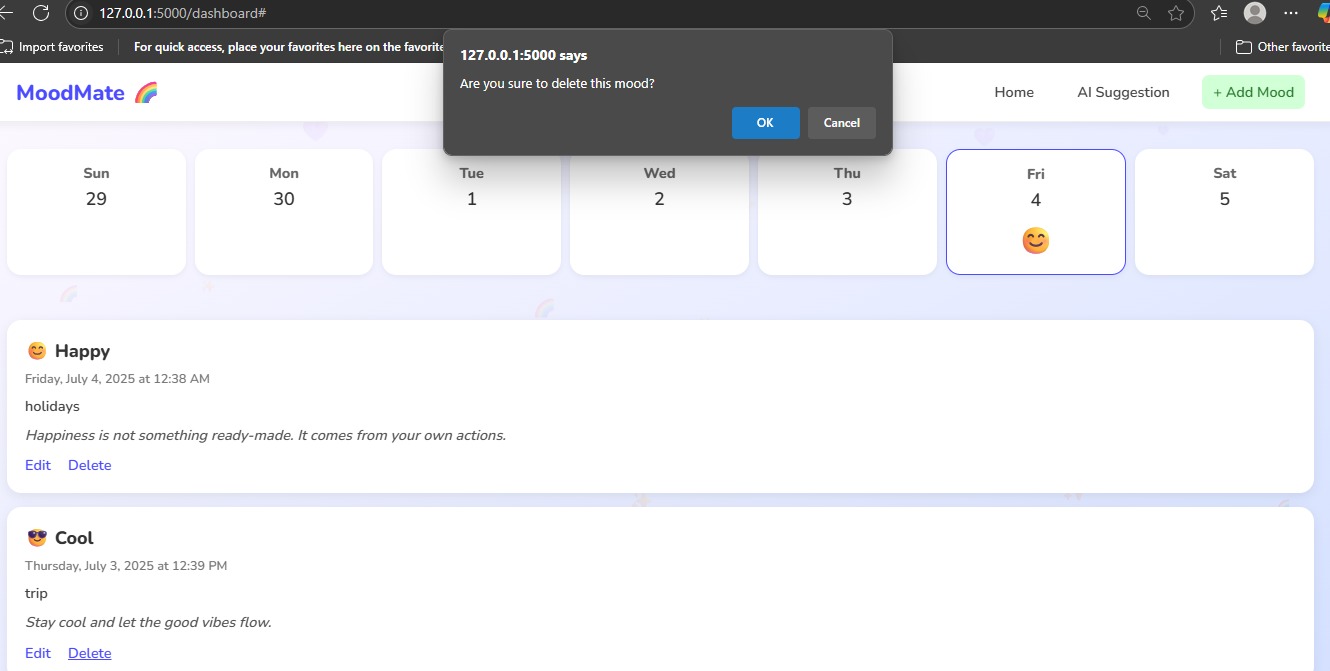 127.0.0.1:5000/dashboard#
Import favorites
For quick access, place your favorites here on the favorite
Other favorite
127.0.0.1:5000 says
Are you sure to delete this mood?
OK
Cancel
MoodMate 🌈
Home
AI Suggestion
+ Add Mood
Sun
29
Mon
30
Tue
1
Wed
2
Thu
3
Fri
4
😊
Sat
5
😊 Happy
Friday, July 4, 2025 at 12:38 AM
holidays
Happiness is not something ready-made. It comes from your own actions.
Edit Delete
😎 Cool
Thursday, July 3, 2025 at 12:39 PM
trip
Stay cool and let the good vibes flow.
Edit Delete